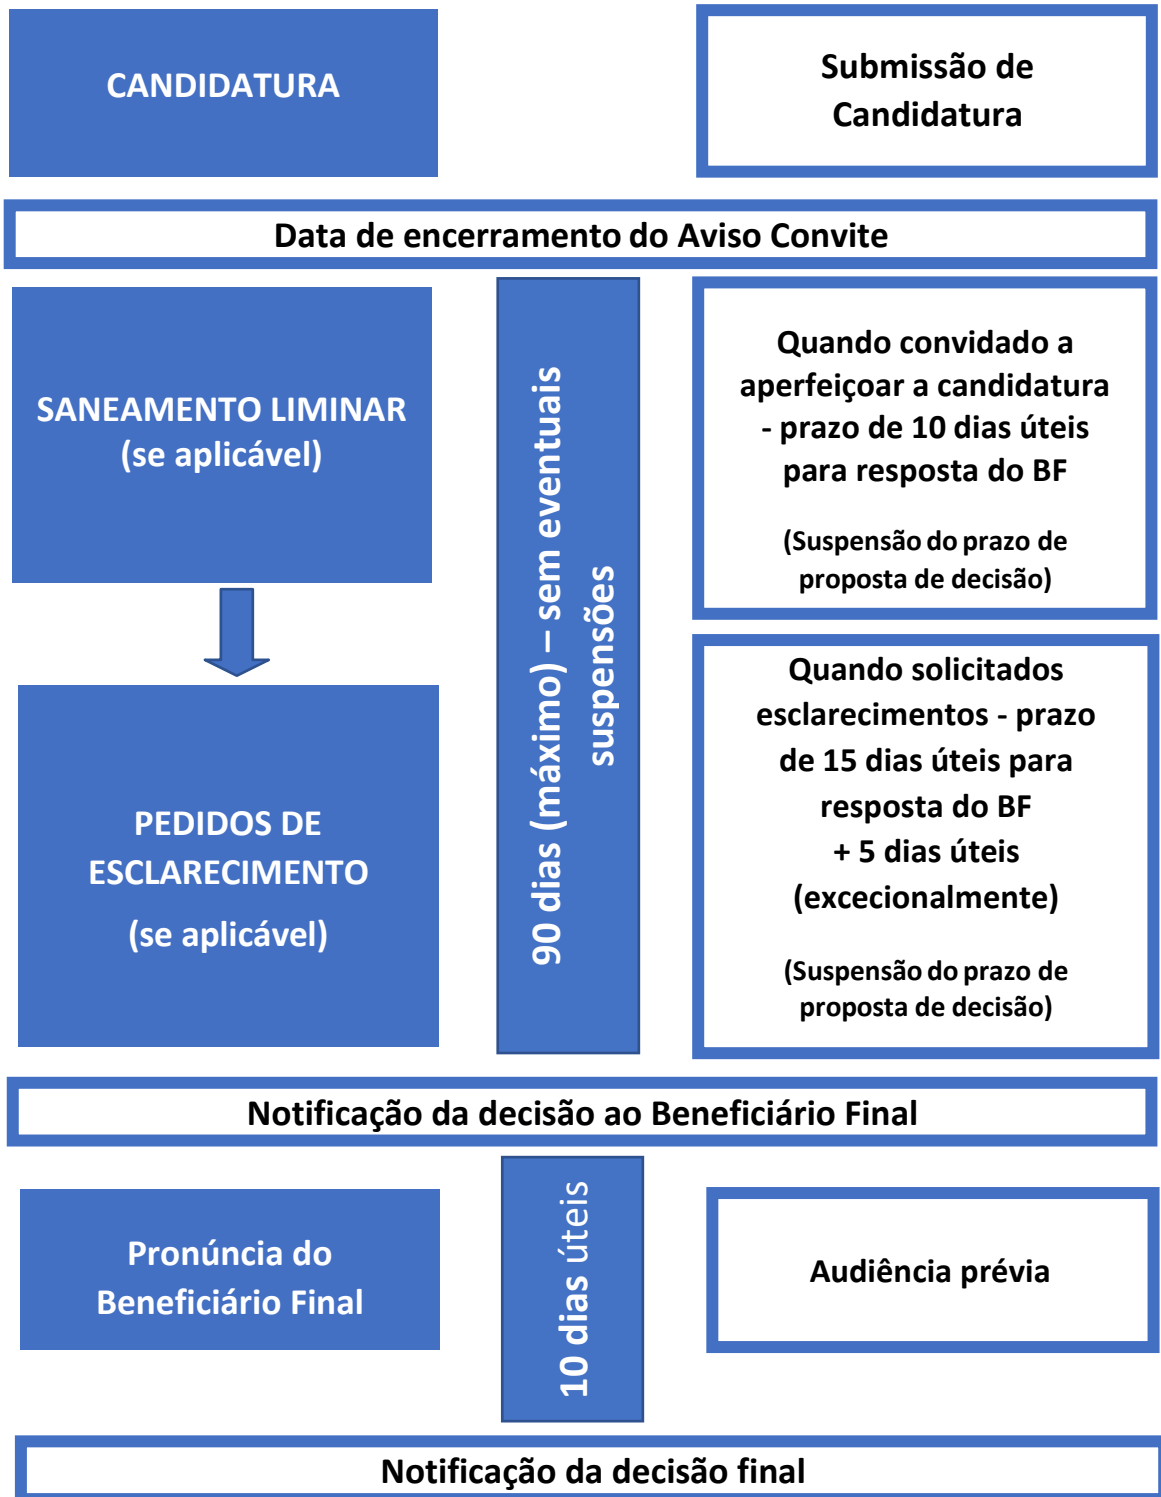 CANDIDATURA
Submissão de
Candidatura
Data de encerramento do Aviso Convite
SANEAMENTO LIMINAR
(se aplicável)
90 dias (máximo) – sem eventuais
suspensões
Quando convidado a
aperfeiçoar a candidatura
- prazo de 10 dias úteis
para resposta do BF
(Suspensão do prazo de
proposta de decisão)
PEDIDOS DE
ESCLARECIMENTO
(se aplicável)
Quando solicitados
esclarecimentos - prazo
de 15 dias úteis para
resposta do BF
+ 5 dias úteis
(excecionalmente)
(Suspensão do prazo de
proposta de decisão)
Notificação da decisão ao Beneficiário Final
Pronúncia do
Beneficiário Final
10 dias úteis
Audiência prévia
Notificação da decisão final